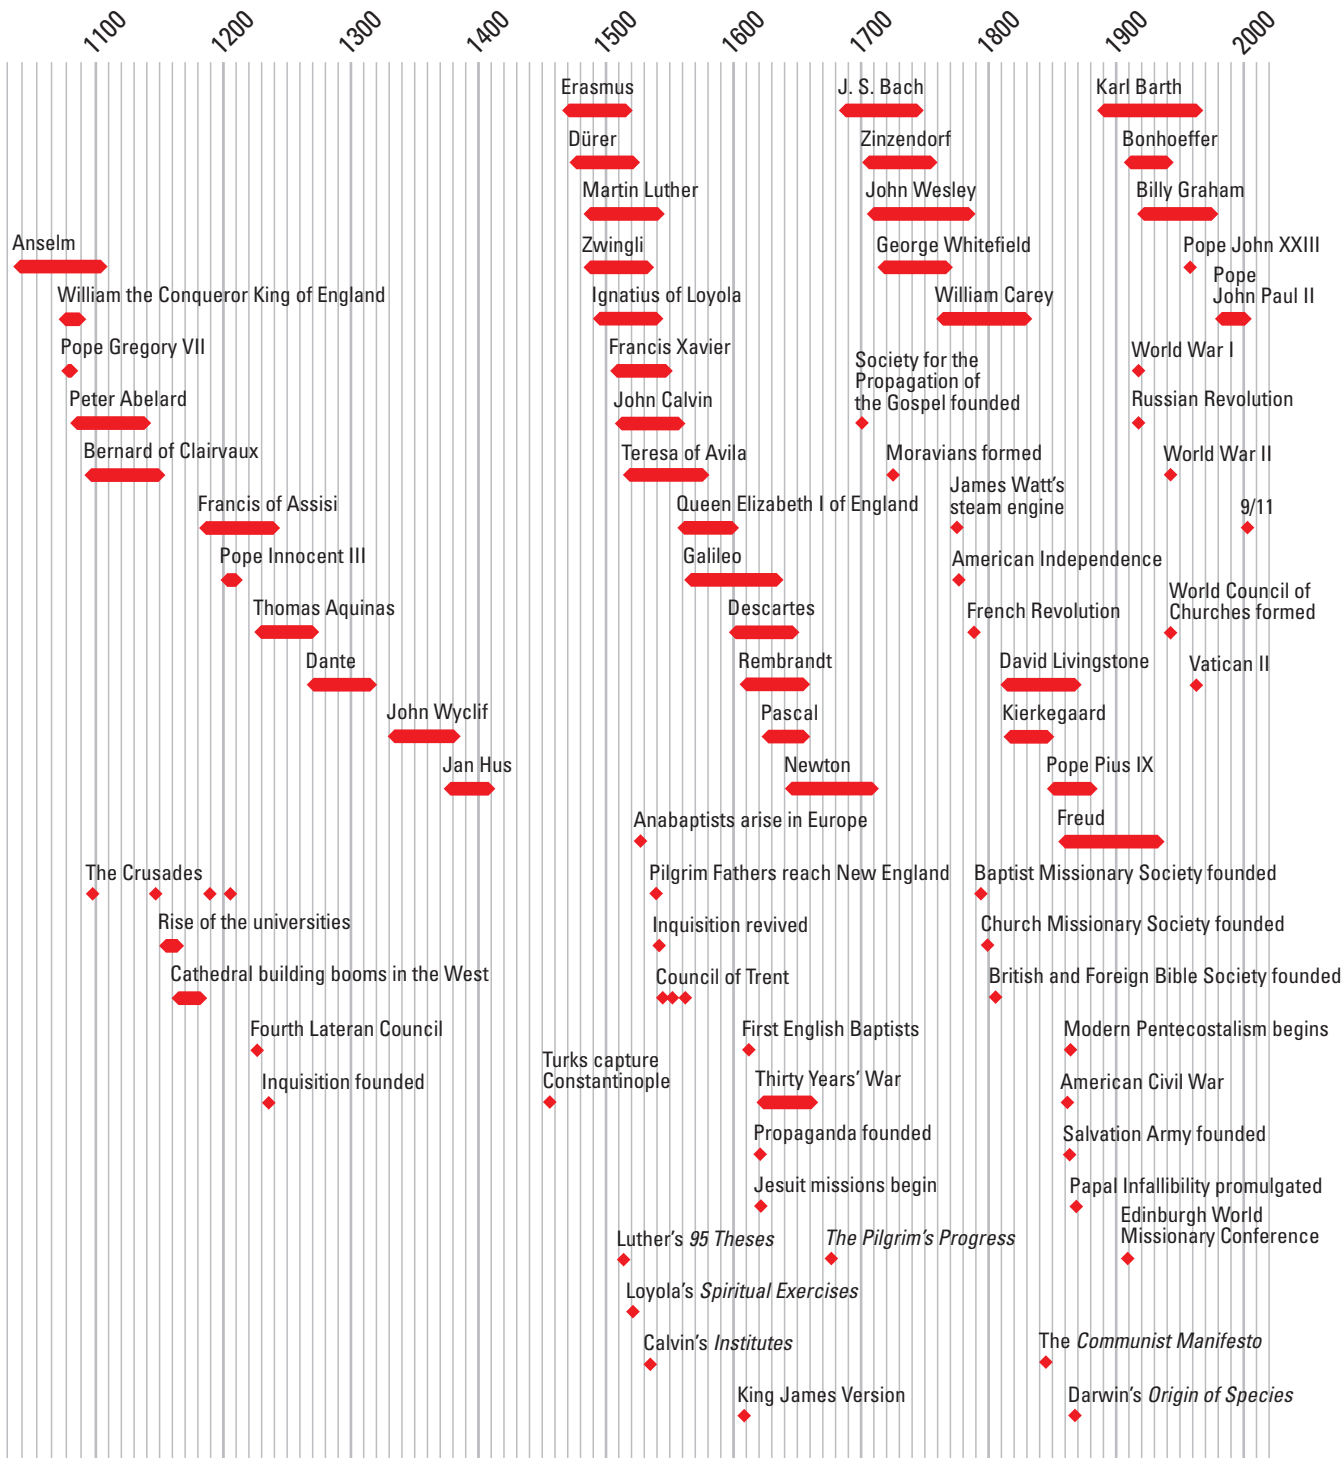 1100 1200 1300 1400 1500 1600 1700 1800 1900 2000
Erasmus J. S. Bach Karl Barth
Dürer Zinzendorf Bonhoeffer
Martin Luther John Wesley Billy Graham
Anselm Zwingli George Whitefield Pope John XXIII
William the Conqueror King of England Ignatius of Loyola William Carey Pope
John Paul II
Pope Gregory VII Francis Xavier Society for the World War I
Propagation of
the Gospel founded
Peter Abelard John Calvin Russian Revolution
Bernard of Clairvaux Teresa of Avila Moravians formed World War II
Francis of Assisi Queen Elizabeth I of England James Watt's 9/11
steam engine
Pope Innocent III Galileo American Independence
Thomas Aquinas Descartes French Revolution World Council of
Churches formed
Dante Rembrandt David Livingstone Vatican II
John Wyclif Pascal Kierkegaard
Jan Hus Newton Pope Pius IX
Anabaptists arise in Europe Freud
The Crusades Pilgrim Fathers reach New England Baptist Missionary Society founded
Rise of the universities Inquisition revived Church Missionary Society founded
Cathedral building booms in the West Council of Trent British and Foreign Bible Society founded
Fourth Lateran Council First English Baptists Modern Pentecostalism begins
Inquisition founded Turks capture Thirty Years' War American Civil War
Constantinople
Propaganda founded Salvation Army founded
Jesuit missions begin Papal Infallibility promulgated
Luther's 95 Theses The Pilgrim's Progress Edinburgh World
Missionary Conference
Loyola's Spiritual Exercises
Calvin's Institutes The Communist Manifesto
King James Version Darwin's Origin of Species